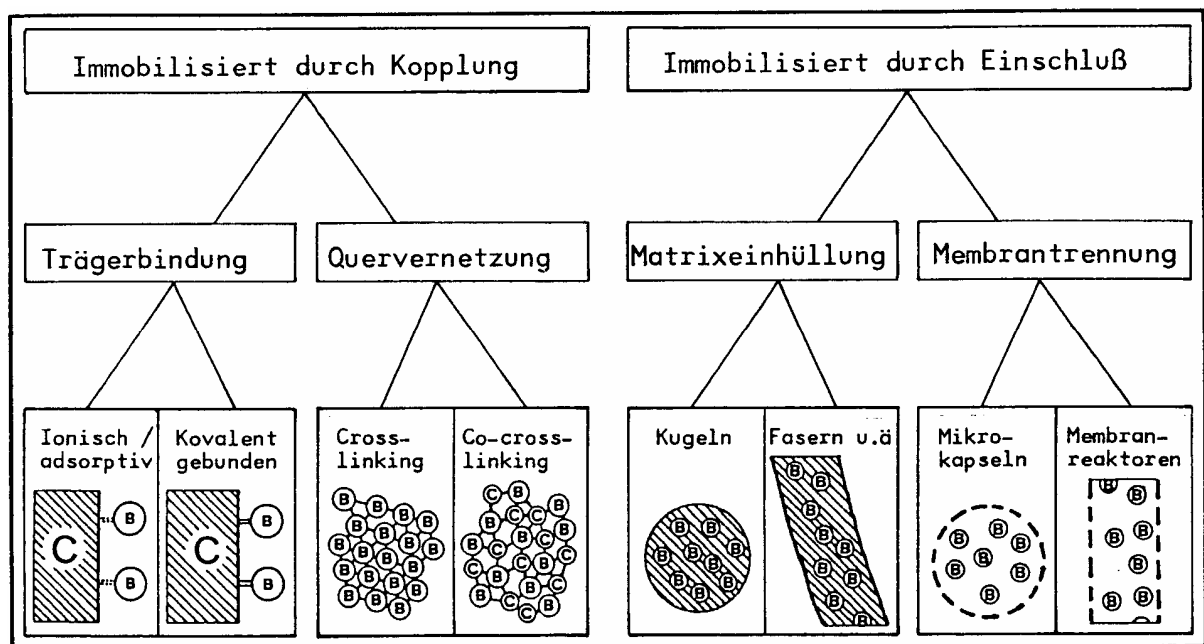 Immobilisiert durch Kopplung
Immobilisiert durch Einschluß
Trägerbindung
Quervernetzung
Matrixeinhüllung
Membrantrennung
Ionisch /
adsorptiv
Kovalent
gebunden
Cross-
linking
Co-cross-
linking
Kugeln
Fasern u.ä
Mikro-
kapseln
Membran-
reaktoren
C
B
B
C
B
B